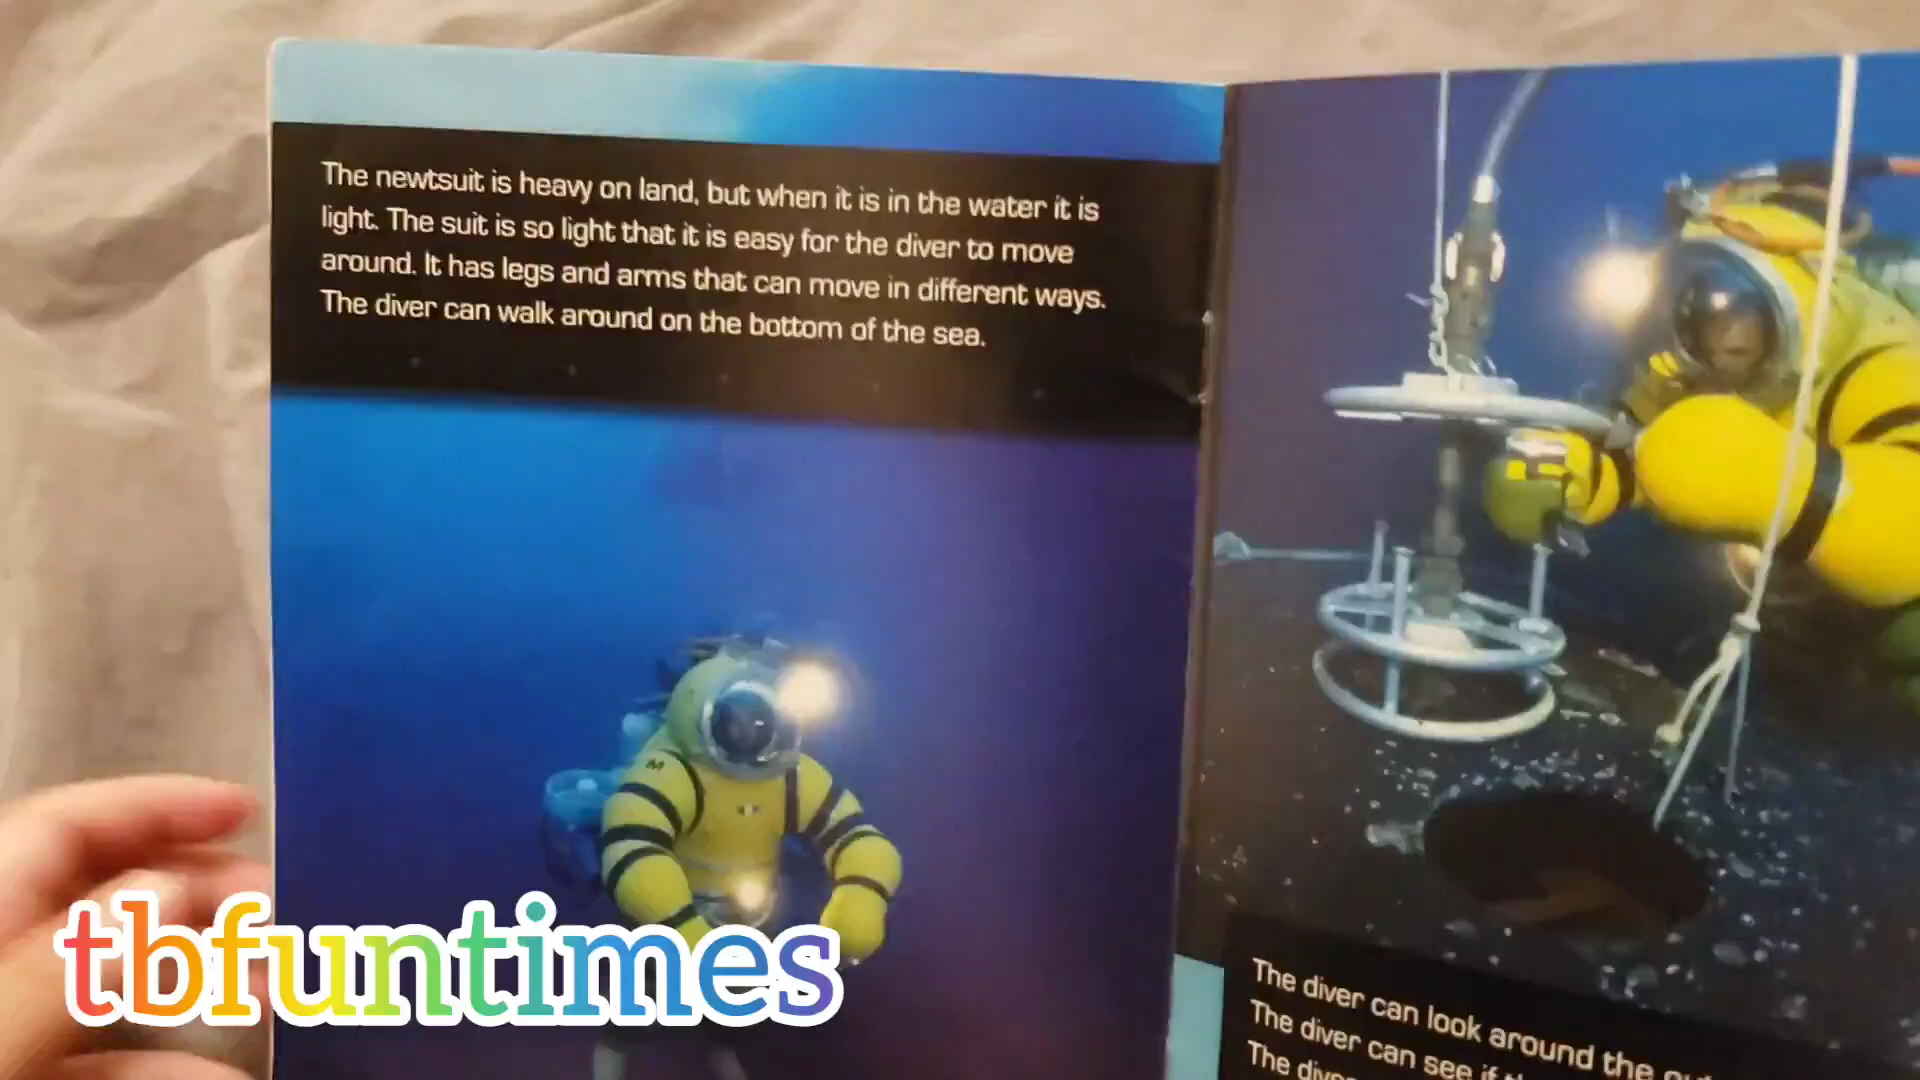 The newtsuit is heavy on land, but when it is in the water it is
light. The suit is so light that it is easy for the diver to move
around. It has legs and arms that can move in different ways.
The diver can walk around on the bottom of the sea.
M
The diver can look around the
The diver can see if
The
tbfuntimes